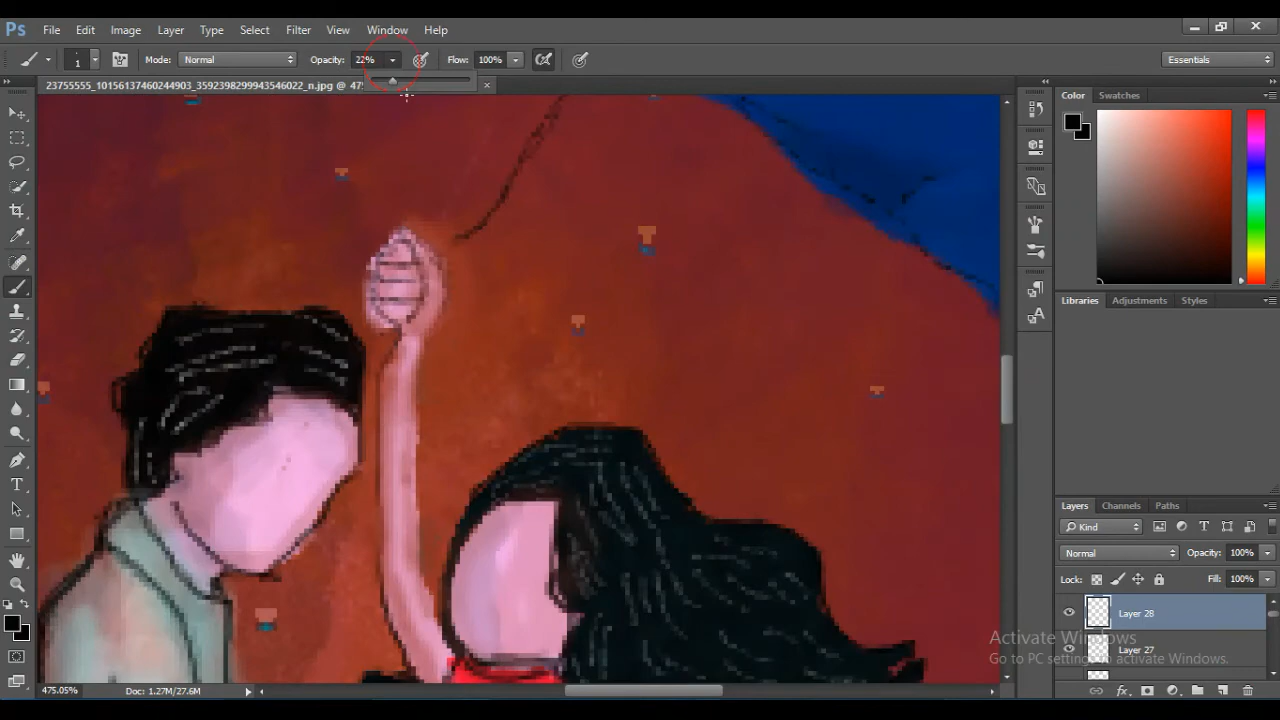 Ps File Edit Image Layer Type Select Filter View Window Help
1 Mode: Normal Opacity: 22% Flow: 100% Essentials
23755555_10156137460244903_3592398299943546022_n.jpg @ 47
Color Swatches
Libraries Adjustments Styles
Layers Channels Paths
Kind
Normal Opacity: 100%
Lock: Fill: 100%
Layer 28
Activate Windows
Layer 27
Go to PC settings to activate Windows.
475.05% Doc: 1.27M/27.6M